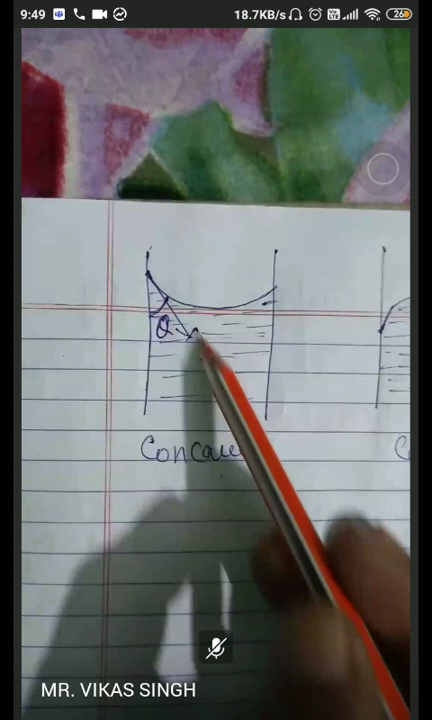 9:49 18.7KB/s 26
θ
Concave
C
MR. VIKAS SINGH